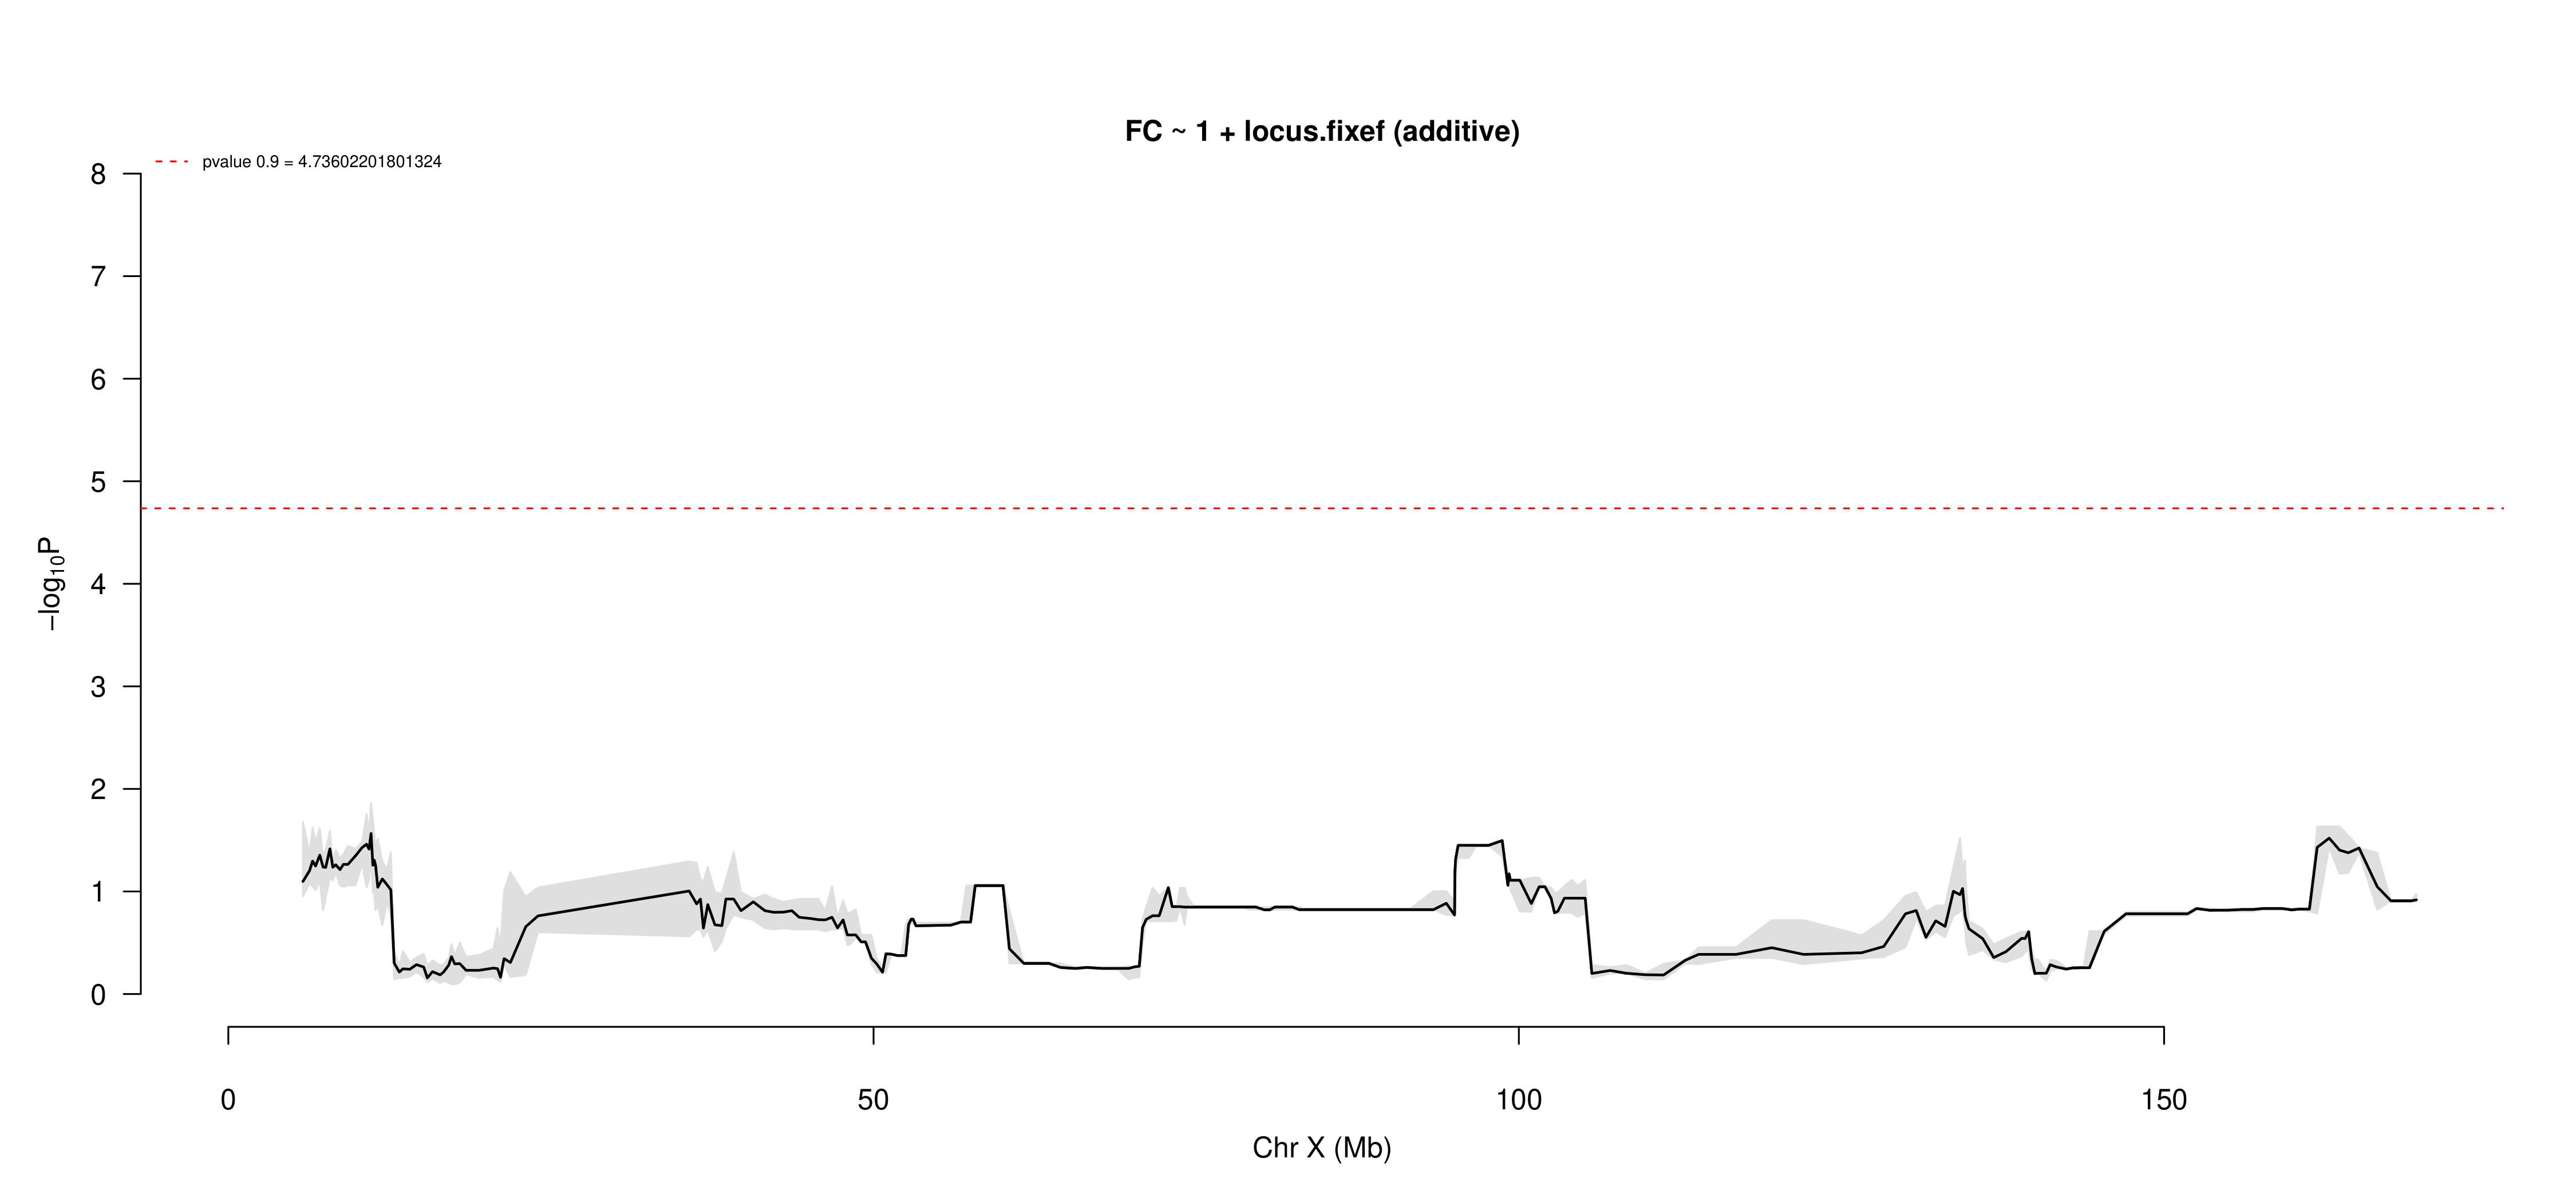 FC ~ 1 + locus.fixef (additive)
pvalue 0.9 = 4.73602201801324
8
7
6
5
4
3
2
1
0
−log10P
0 50 100 150
Chr X (Mb)